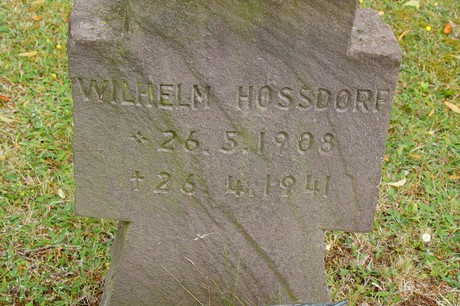 WILHELM HOSSDORF
* 26.5.1908
† 26.4.1941